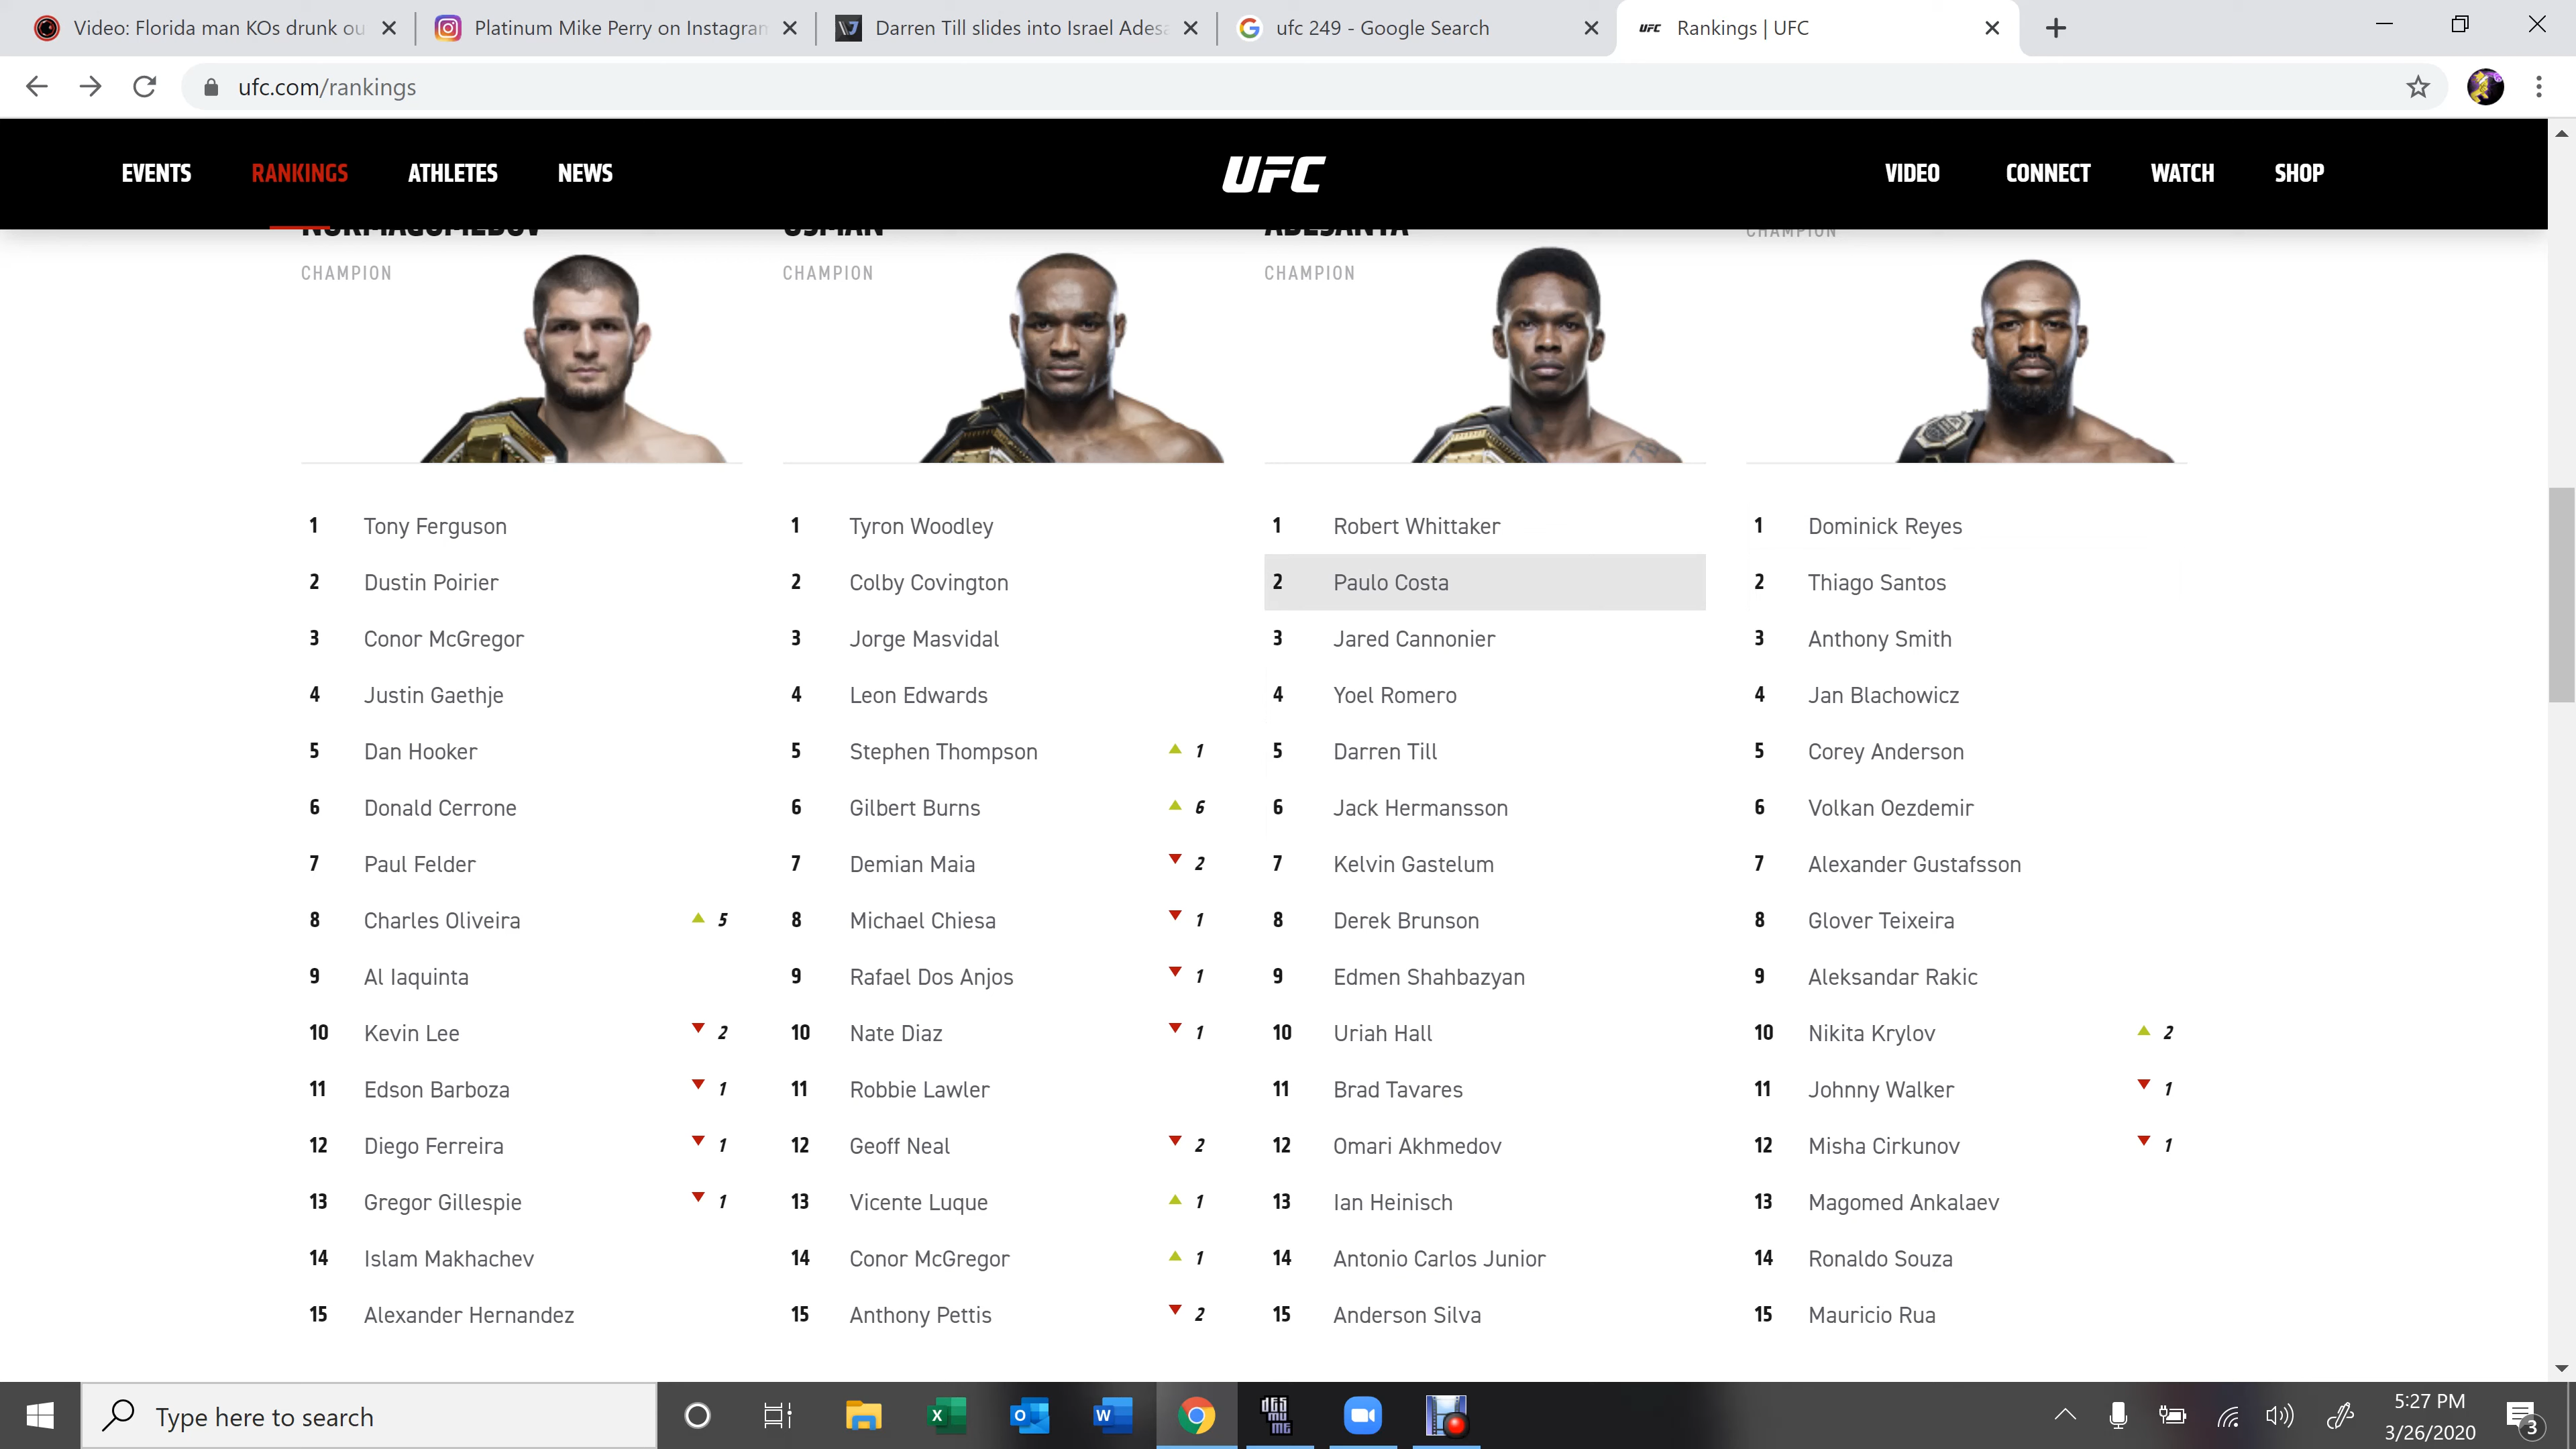 Video: Florida man KOs drunk ou
Platinum Mike Perry on Instagram
Darren Till slides into Israel Adesa
ufc 249 - Google Search
UFC Rankings | UFC
ufc.com/rankings
EVENTS RANKINGS ATHLETES NEWS UFC VIDEO CONNECT WATCH SHOP
NURMAGOMEDOV USMAN ADESANYA CHAMPION
CHAMPION CHAMPION CHAMPION
1 Tony Ferguson
2 Dustin Poirier
3 Conor McGregor
4 Justin Gaethje
5 Dan Hooker
6 Donald Cerrone
7 Paul Felder
8 Charles Oliveira 5
9 Al Iaquinta
10 Kevin Lee 2
11 Edson Barboza 1
12 Diego Ferreira 1
13 Gregor Gillespie 1
14 Islam Makhachev
15 Alexander Hernandez
1 Tyron Woodley
2 Colby Covington
3 Jorge Masvidal
4 Leon Edwards
5 Stephen Thompson 1
6 Gilbert Burns 6
7 Demian Maia 2
8 Michael Chiesa 1
9 Rafael Dos Anjos 1
10 Nate Diaz 1
11 Robbie Lawler
12 Geoff Neal 2
13 Vicente Luque 1
14 Conor McGregor 1
15 Anthony Pettis 2
1 Robert Whittaker
2 Paulo Costa
3 Jared Cannonier
4 Yoel Romero
5 Darren Till
6 Jack Hermansson
7 Kelvin Gastelum
8 Derek Brunson
9 Edmen Shahbazyan
10 Uriah Hall
11 Brad Tavares
12 Omari Akhmedov
13 Ian Heinisch
14 Antonio Carlos Junior
15 Anderson Silva
1 Dominick Reyes
2 Thiago Santos
3 Anthony Smith
4 Jan Blachowicz
5 Corey Anderson
6 Volkan Oezdemir
7 Alexander Gustafsson
8 Glover Teixeira
9 Aleksandar Rakic
10 Nikita Krylov 2
11 Johnny Walker 1
12 Misha Cirkunov 1
13 Magomed Ankalaev
14 Ronaldo Souza
15 Mauricio Rua
Type here to search
des
mu
me
5:27 PM
3/26/2020
3